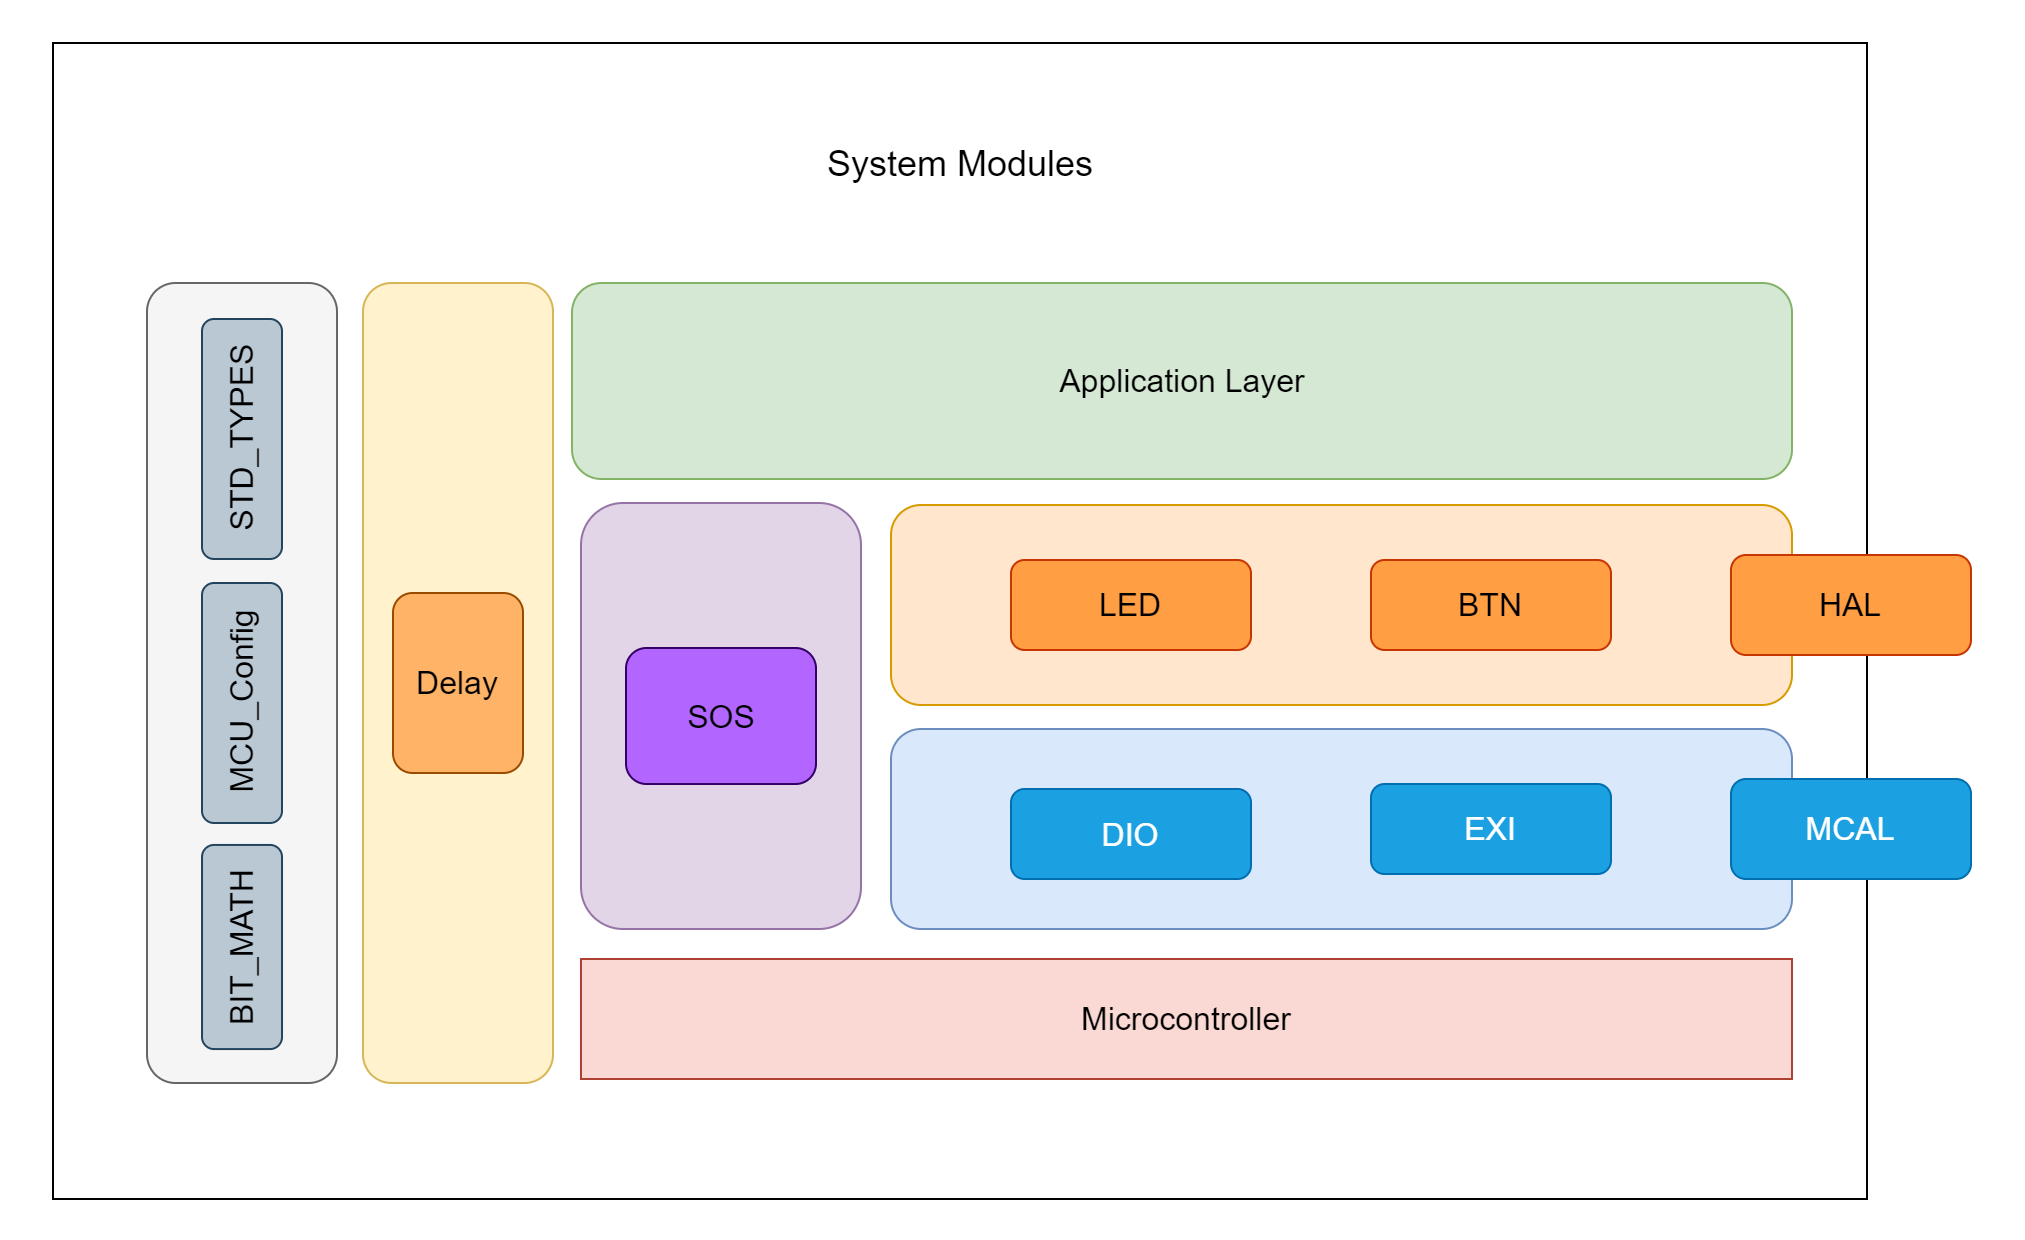 System Modules
STD_TYPES
MCU_Config
BIT_MATH
Delay
Application Layer
SOS
LED
BTN
HAL
DIO
EXI
MCAL
Microcontroller